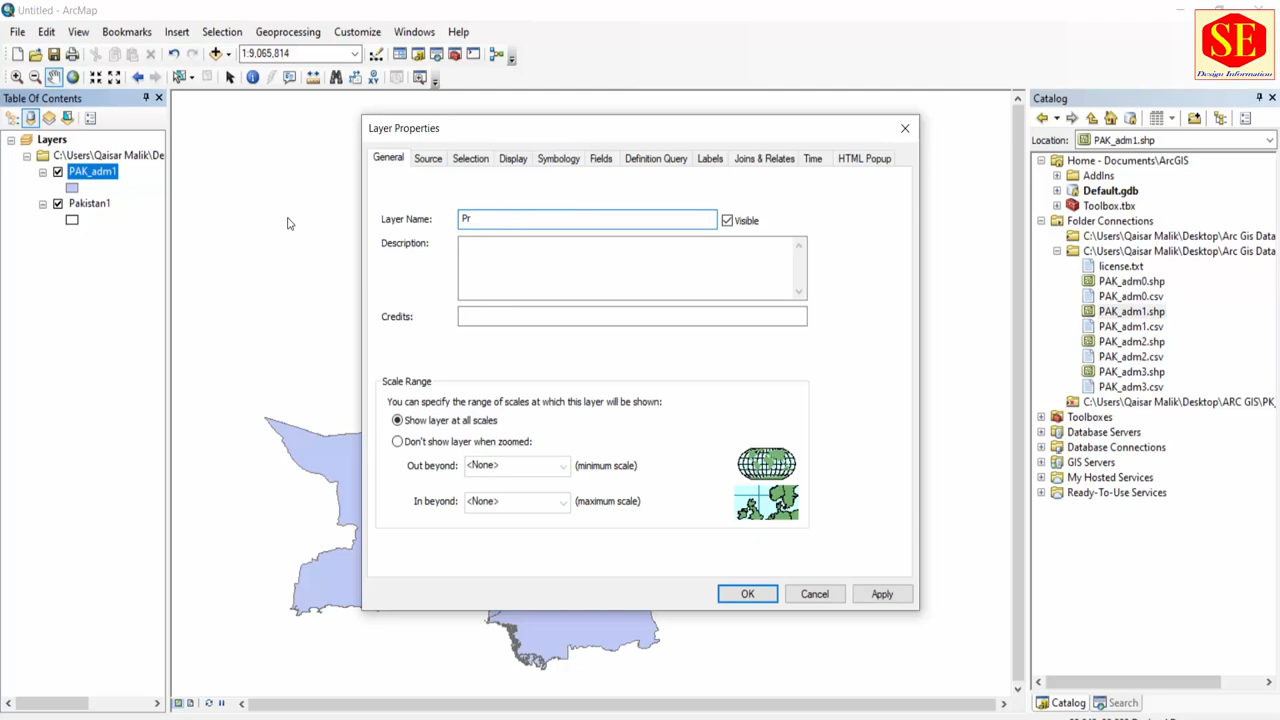 Untitled - ArcMap
File Edit View Bookmarks Insert Selection Geoprocessing Customize Windows Help
1:9,065,814
SE
Design Information
Table Of Contents
Layers
C:\Users\Qaisar Malik\De
PAK_adm1
Pakistan1
Layer Properties
General Source Selection Display Symbology Fields Definition Query Labels Joins & Relates Time HTML Popup
Layer Name: Pr Visible
Description:
Credits:
Scale Range
You can specify the range of scales at which this layer will be shown:
Show layer at all scales
Don't show layer when zoomed:
Out beyond: <None> (minimum scale)
In beyond: <None> (maximum scale)
OK Cancel Apply
Catalog
Location: PAK_adm1.shp
Home - Documents\ArcGIS
AddIns
Default.gdb
Toolbox.tbx
Folder Connections
C:\Users\Qaisar Malik\Desktop\Arc Gis Data
C:\Users\Qaisar Malik\Desktop\Arc Gis Data
license.txt
PAK_adm0.shp
PAK_adm0.csv
PAK_adm1.shp
PAK_adm1.csv
PAK_adm2.shp
PAK_adm2.csv
PAK_adm3.shp
PAK_adm3.csv
C:\Users\Qaisar Malik\Desktop\ARC GIS\PK_
Toolboxes
Database Servers
Database Connections
GIS Servers
My Hosted Services
Ready-To-Use Services
Catalog Search